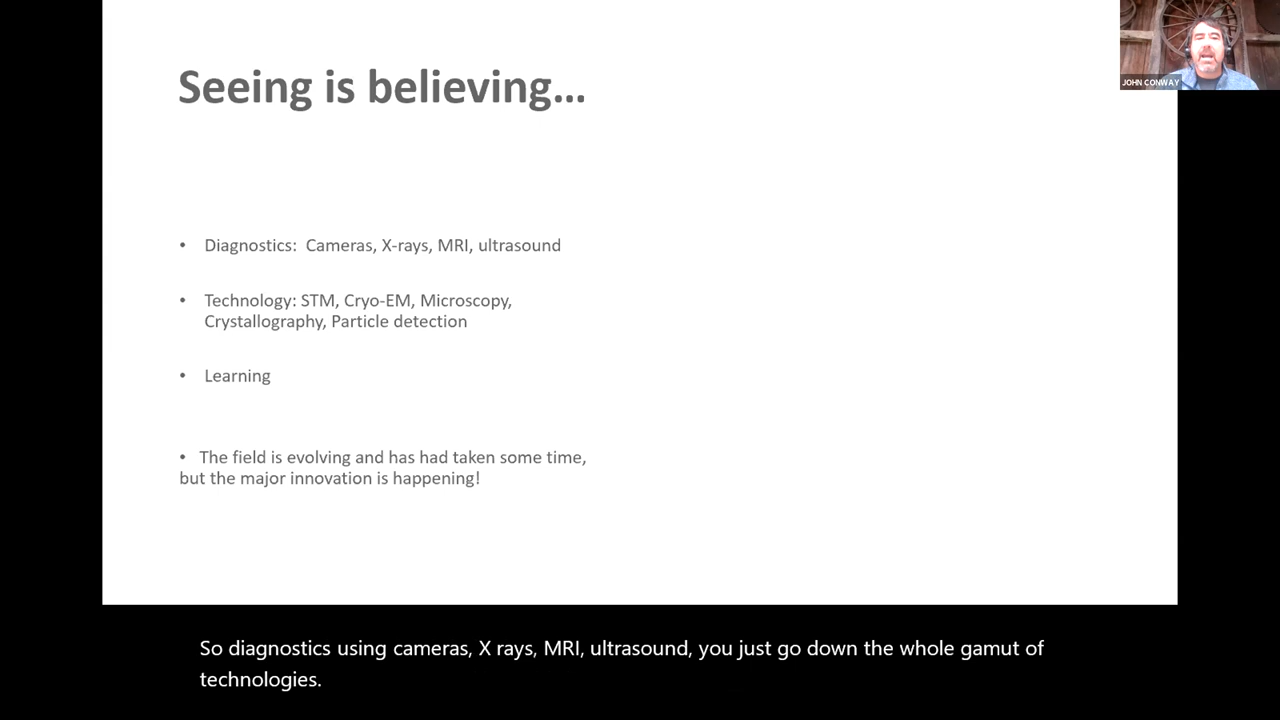 Seeing is believing...
JOHN CONWAY
• Diagnostics: Cameras, X-rays, MRI, ultrasound
• Technology: STM, Cryo-EM, Microscopy,
Crystallography, Particle detection
• Learning
• The field is evolving and has had taken some time,
but the major innovation is happening!
So diagnostics using cameras, X rays, MRI, ultrasound, you just go down the whole gamut of
technologies.